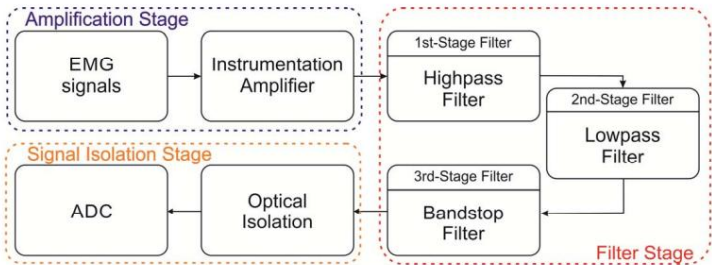 Amplification Stage
EMG
signals
Instrumentation
Amplifier
1st-Stage Filter
Highpass
Filter
2nd-Stage Filter
Lowpass
Filter
3rd-Stage Filter
Bandstop
Filter
Filter Stage
Signal Isolation Stage
Optical
Isolation
ADC